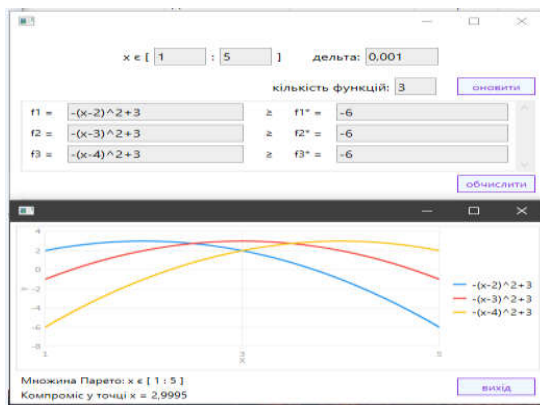 x є [ 1 : 5 ] дельта: 0,001
кількість функцій: 3 оновити
f1 = -(x-2)^2+3 ≥ f1* = -6
f2 = -(x-3)^2+3 ≥ f2* = -6
f3 = -(x-4)^2+3 ≥ f3* = -6
обчислити
4
2
0
-2
-4
-6
-8
Y
1 3 5
X
-(x-2)^2+3
-(x-3)^2+3
-(x-4)^2+3
Множина Парето: x є [ 1 : 5 ]
Компроміс у точці x = 2,9995
вихід